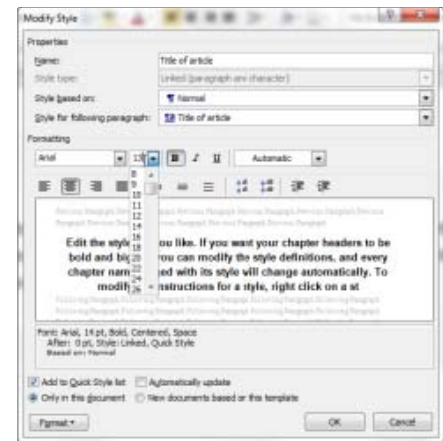 Modify Style
Properties
Name: Title of article
Style type: Linked (paragraph and character)
Style based on: ¶ Normal
Style for following paragraph: Title of article
Formatting
Arial B I U Automatic
8
9
10
11
12
14
16
18
20
22
24
26
Edit the style ou like. If you want your chapter headers to be
bold and big ou can modify the style definitions, and every
chapter nam ed with its style will change automatically. To
modif nstructions for a style, right click on a st
Font: Arial, 14 pt, Bold, Centered, Space
After: 0 pt, Style: Linked, Quick Style
Based on: Normal
Add to Quick Style list Automatically update
Only in this document New documents based on this template
Format OK Cancel